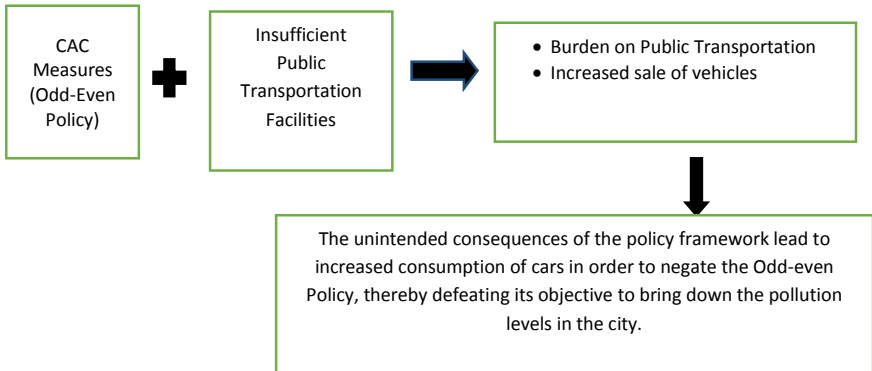 CAC
Measures
(Odd-Even
Policy)
Insufficient
Public
Transportation
Facilities
• Burden on Public Transportation
• Increased sale of vehicles
The unintended consequences of the policy framework lead to
increased consumption of cars in order to negate the Odd-even
Policy, thereby defeating its objective to bring down the pollution
levels in the city.